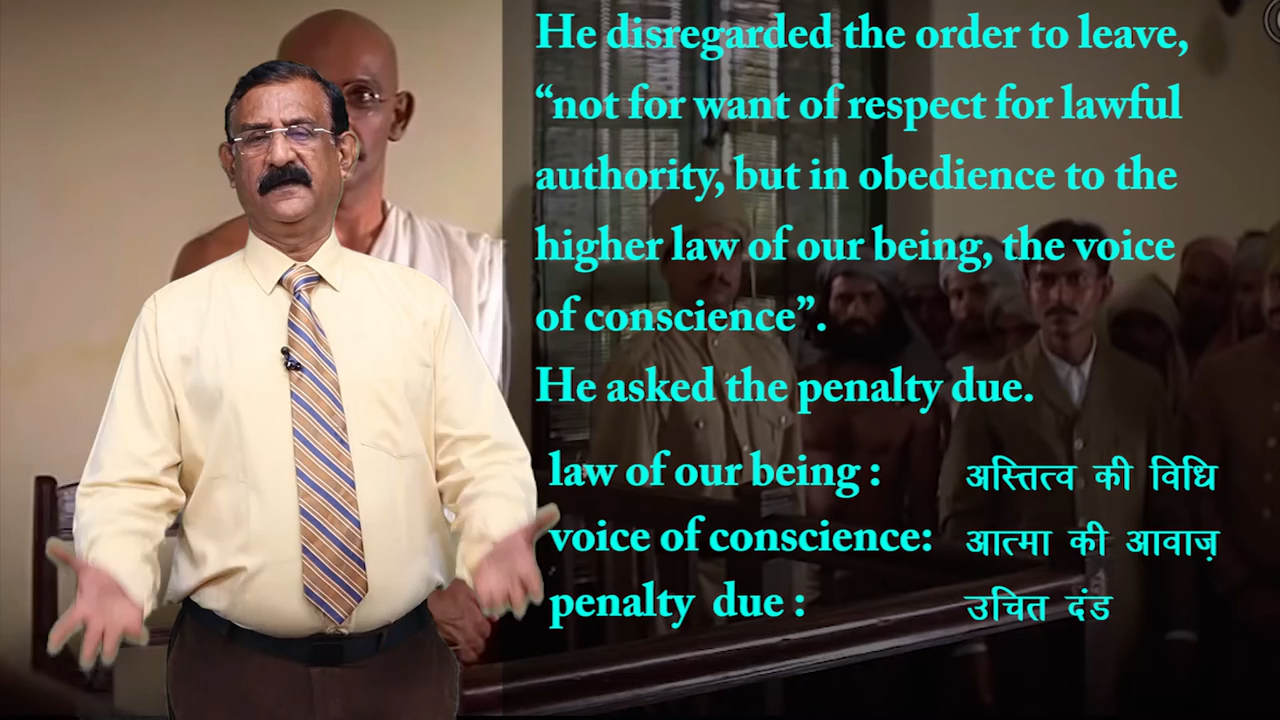 He disregarded the order to leave,
“not for want of respect for lawful
authority, but in obedience to the
higher law of our being, the voice
of conscience”.
He asked the penalty due.
law of our being : अस्तित्व की विधि
voice of conscience: आत्मा की आवाज़
penalty due : उचित दंड